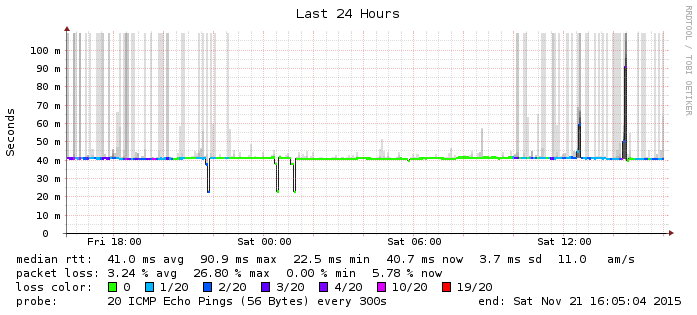 Last 24 Hours
RRDTOOL / TOBI OETIKER
Seconds
100 m
90 m
80 m
70 m
60 m
50 m
40 m
30 m
20 m
10 m
0
Fri 18:00 Sat 00:00 Sat 06:00 Sat 12:00
median rtt: 41.0 ms avg 90.9 ms max 22.5 ms min 40.7 ms now 3.7 ms sd 11.0 am/s
packet loss: 3.24 % avg 26.80 % max 0.00 % min 5.78 % now
loss color: 0 1/20 2/20 3/20 4/20 10/20 19/20
probe: 20 ICMP Echo Pings (56 Bytes) every 300s end: Sat Nov 21 16:05:04 2015